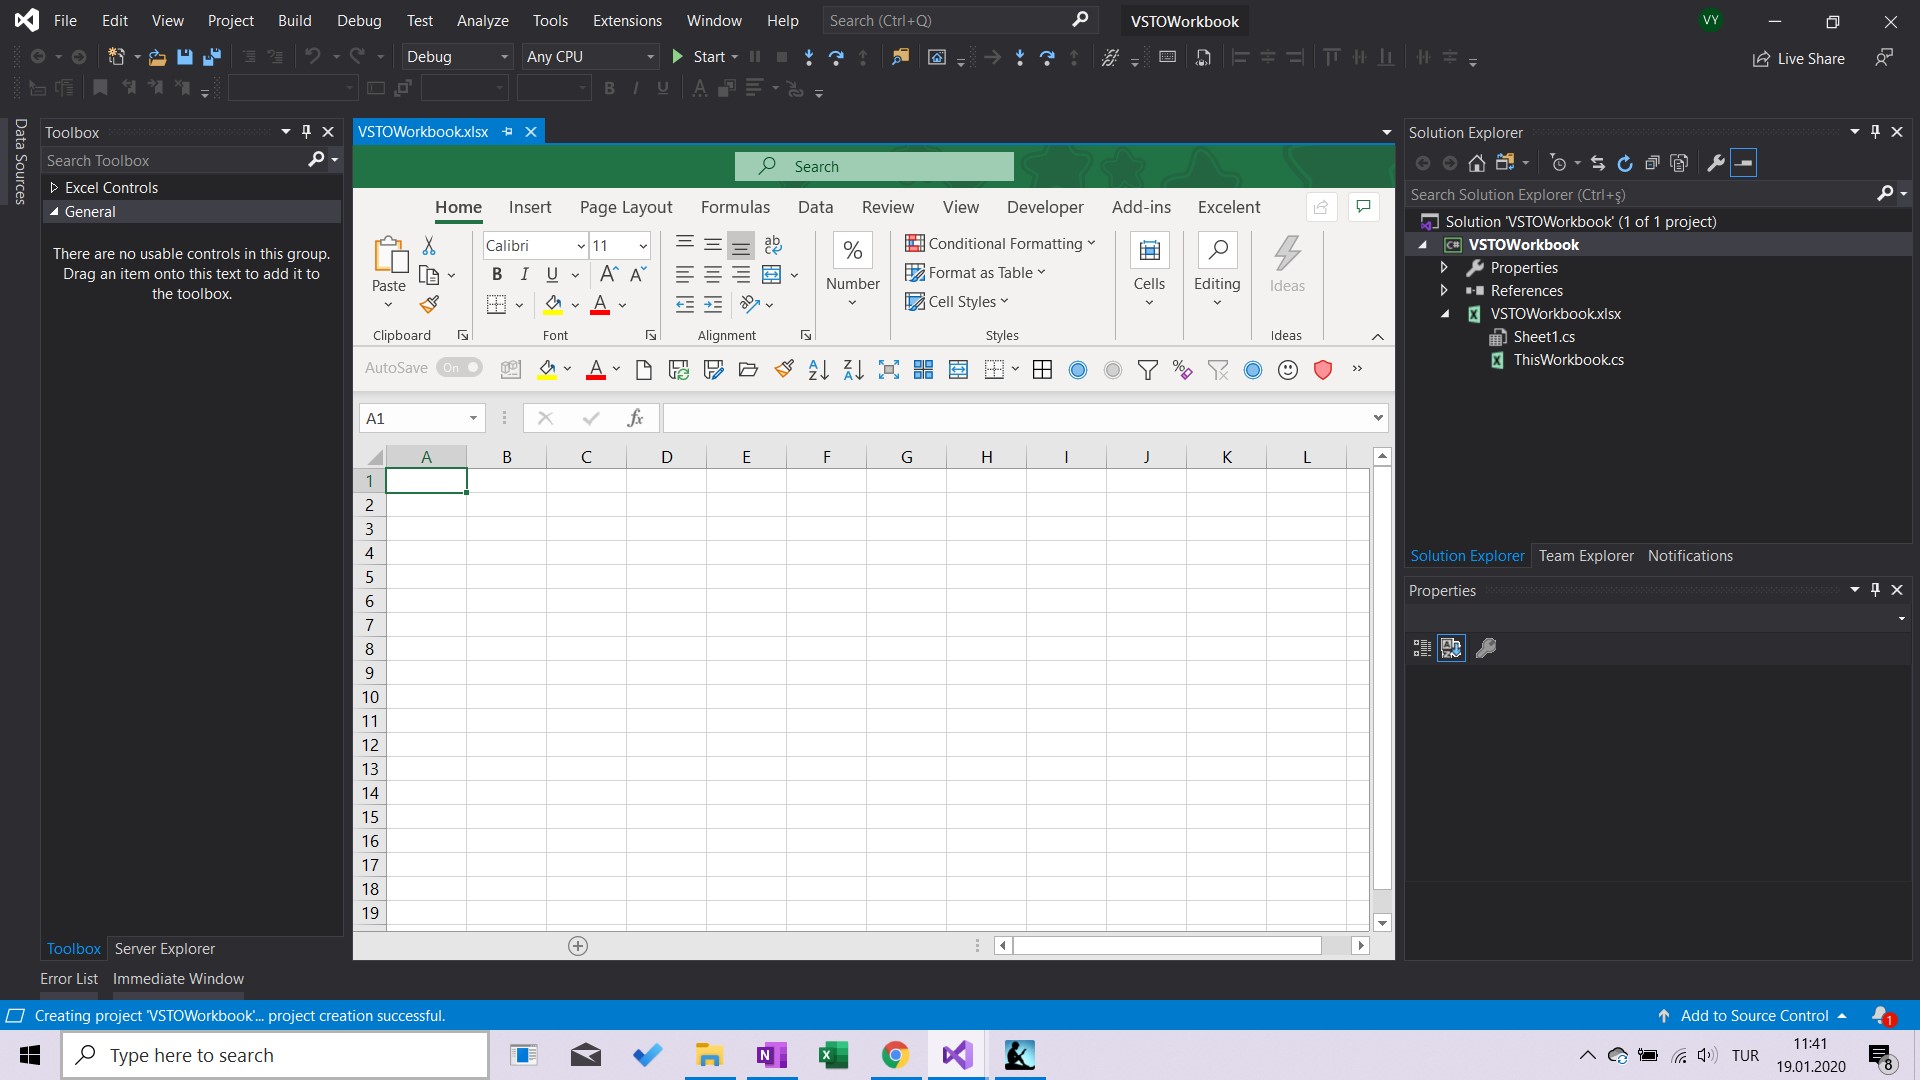 File Edit View Project Build Debug Test Analyze Tools Extensions Window Help Search (Ctrl+Q) VSTOWorkbook VY
Debug Any CPU Start Live Share
Data Sources
Toolbox
Search Toolbox
Excel Controls
General
There are no usable controls in this group.
Drag an item onto this text to add it to
the toolbox.
Toolbox Server Explorer
Error List Immediate Window
VSTOWorkbook.xlsx
Search
Home Insert Page Layout Formulas Data Review View Developer Add-ins Excelent
Paste
Calibri 11
B I U A A
ab
%
Number
Conditional Formatting
Format as Table
Cell Styles
Cells
Editing
Ideas
Clipboard Font Alignment Styles Ideas
AutoSave On
A1 fx
A B C D E F G H I J K L
1
2
3
4
5
6
7
8
9
10
11
12
13
14
15
16
17
18
19
Solution Explorer
Search Solution Explorer (Ctrl+ş)
Solution 'VSTOWorkbook' (1 of 1 project)
C# VSTOWorkbook
Properties
References
VSTOWorkbook.xlsx
Sheet1.cs
ThisWorkbook.cs
Solution Explorer Team Explorer Notifications
Properties
Creating project 'VSTOWorkbook'... project creation successful.
Add to Source Control 1
Type here to search
TUR
11:41
19.01.2020
8